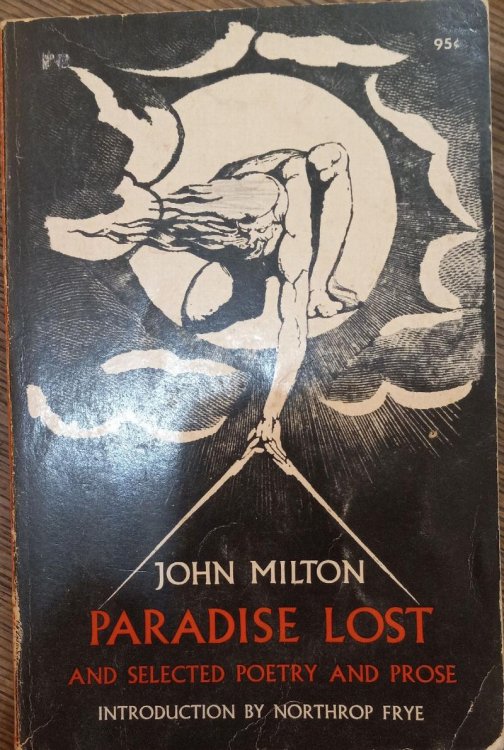 95¢
JOHN MILTON
PARADISE LOST
AND SELECTED POETRY AND PROSE
INTRODUCTION BY NORTHROP FRYE